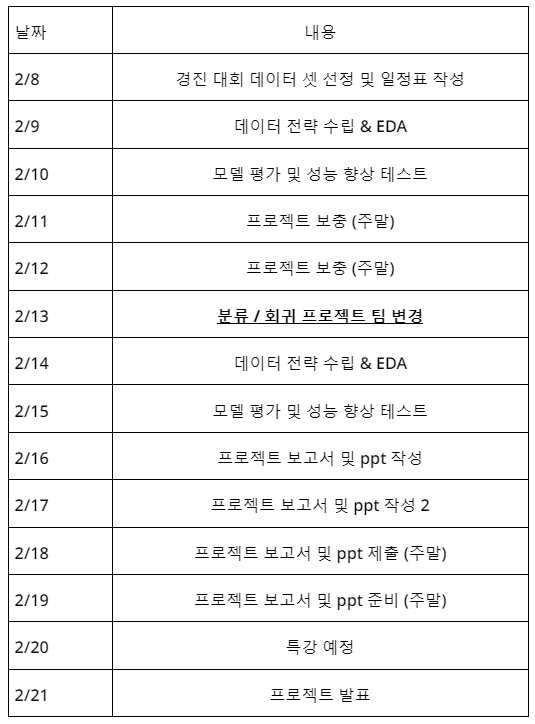 날짜 내용
2/8 경진 대회 데이터 셋 선정 및 일정표 작성
2/9 데이터 전략 수립 & EDA
2/10 모델 평가 및 성능 향상 테스트
2/11 프로젝트 보충 (주말)
2/12 프로젝트 보충 (주말)
2/13 분류 / 회귀 프로젝트 팀 변경
2/14 데이터 전략 수립 & EDA
2/15 모델 평가 및 성능 향상 테스트
2/16 프로젝트 보고서 및 ppt 작성
2/17 프로젝트 보고서 및 ppt 작성 2
2/18 프로젝트 보고서 및 ppt 제출 (주말)
2/19 프로젝트 보고서 및 ppt 준비 (주말)
2/20 특강 예정
2/21 프로젝트 발표